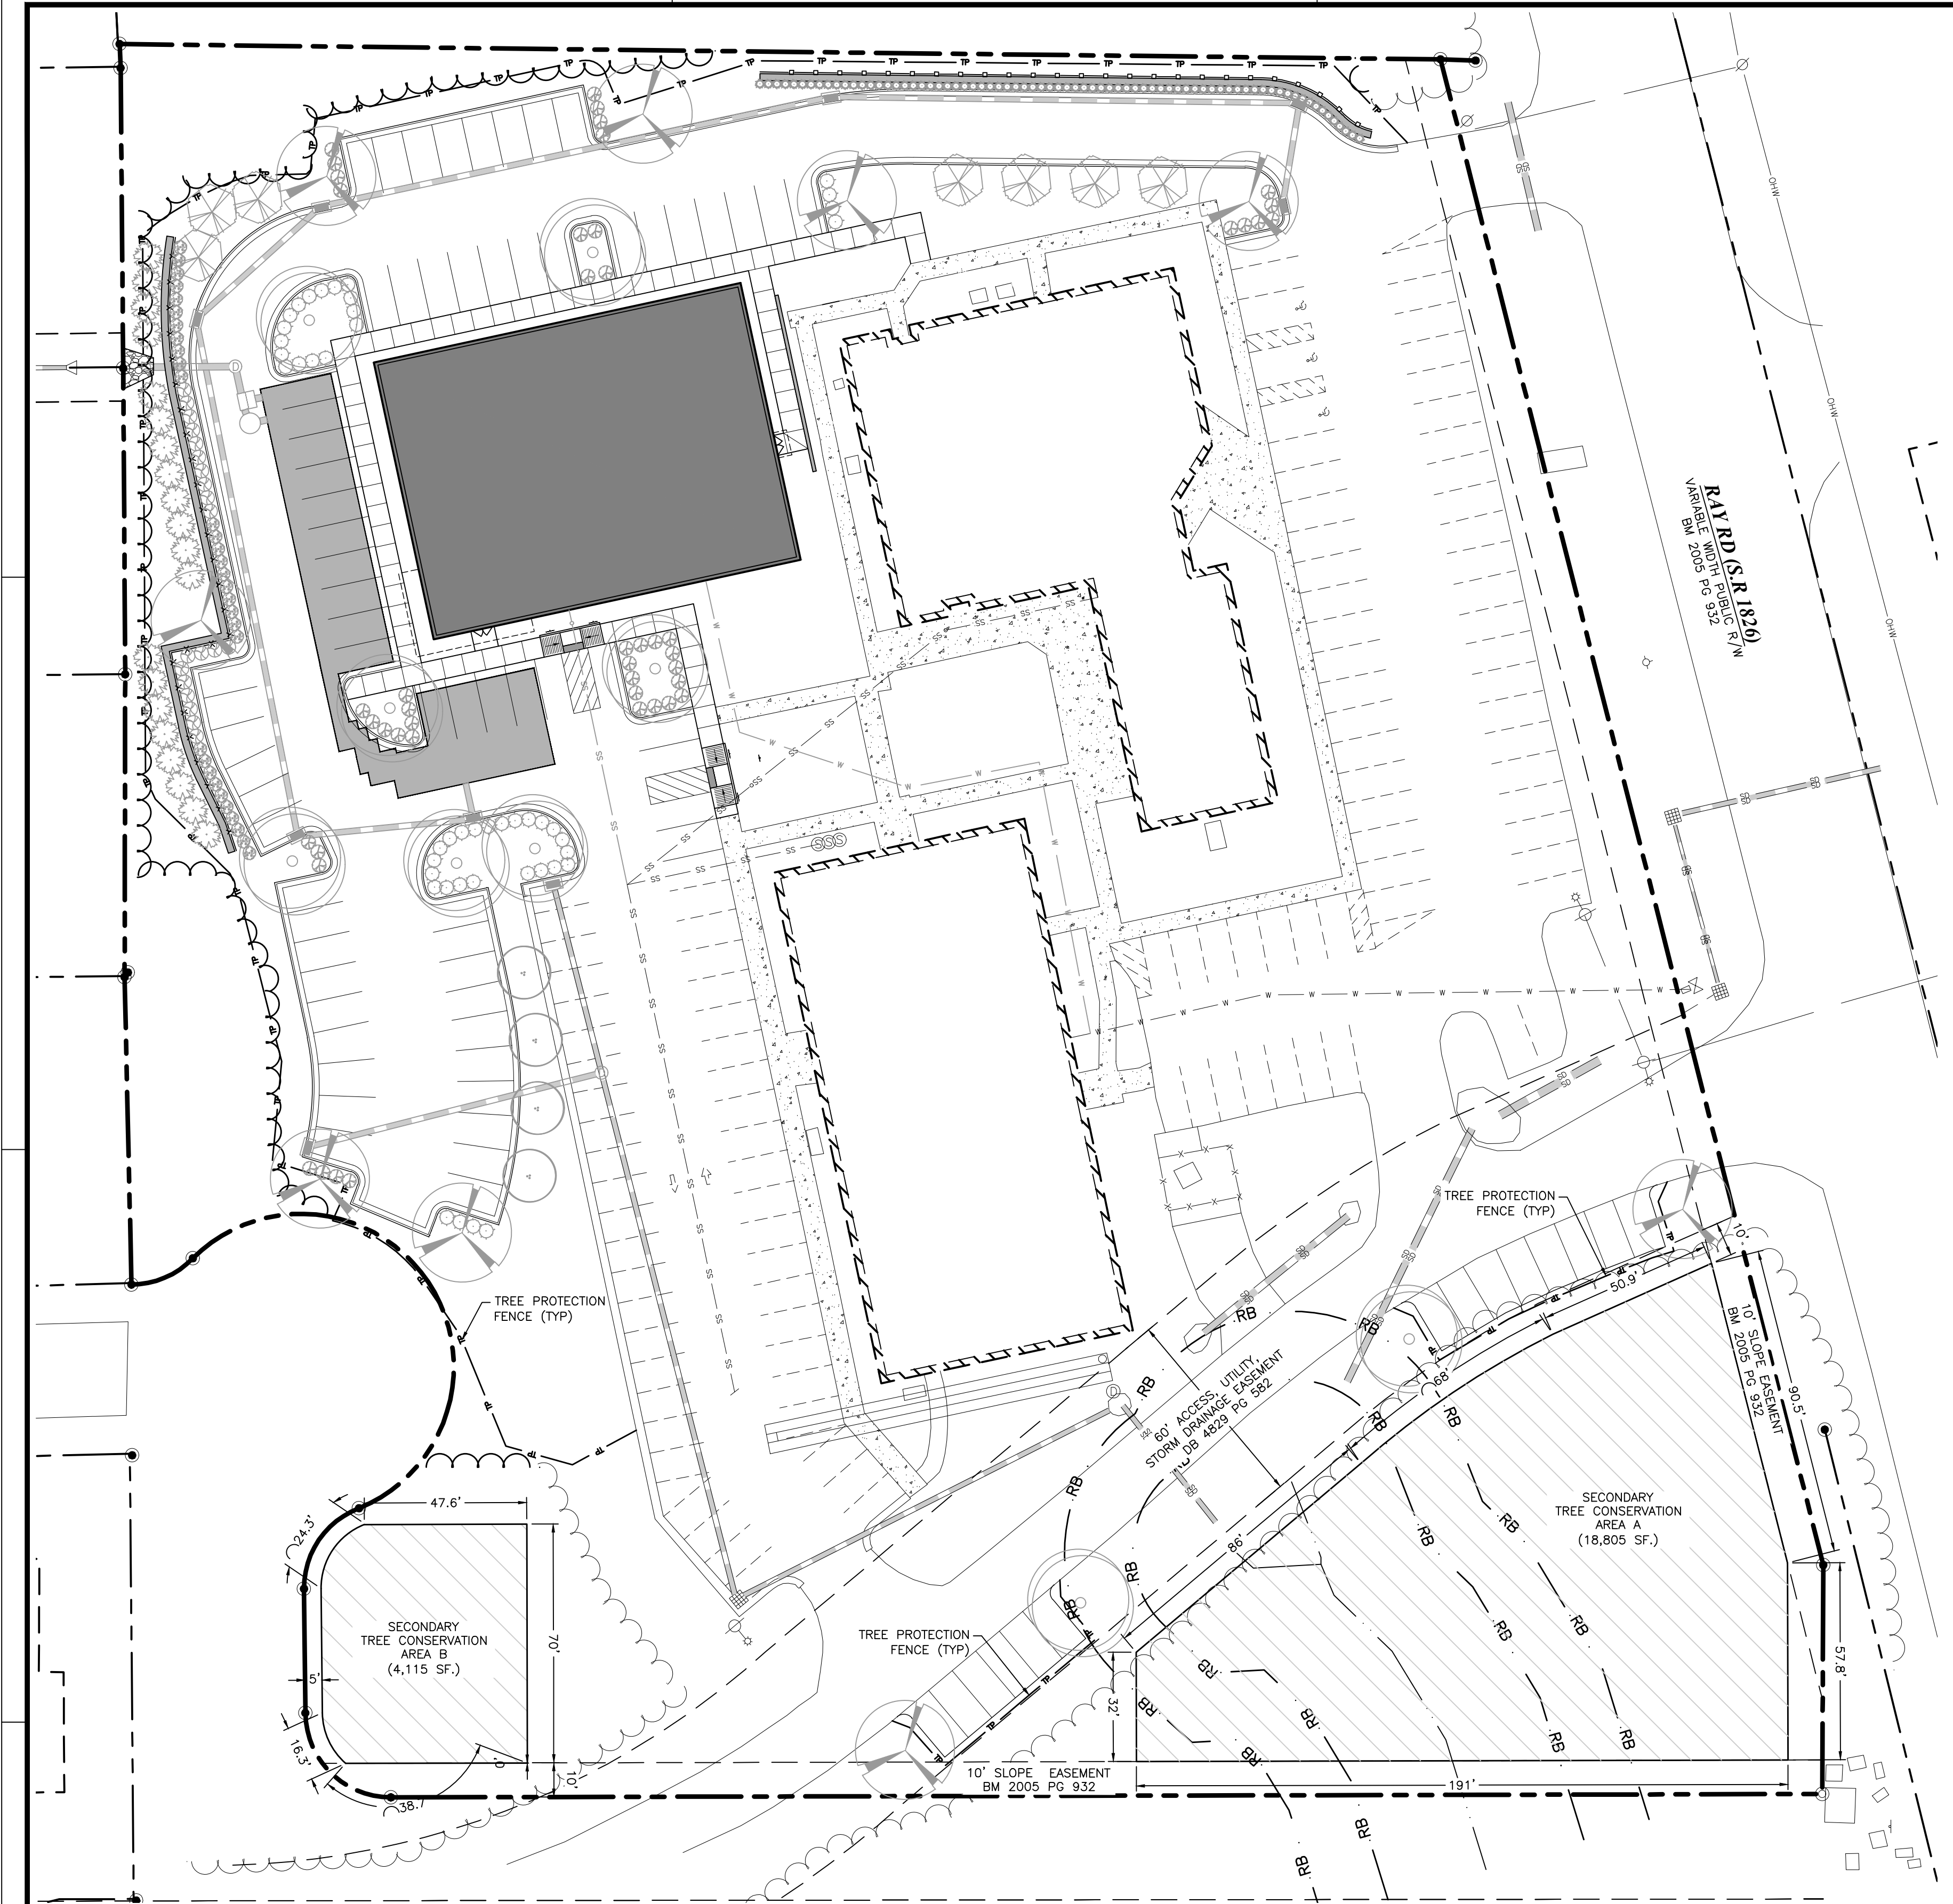 RAY RD (S.R 1826)
VARIABLE WIDTH PUBLIC R/W
BM 2005 PG 932
OHW
OHW
OHW
TREE PROTECTION
FENCE (TYP)
TREE PROTECTION
FENCE (TYP)
TREE PROTECTION
FENCE (TYP)
60' ACCESS, UTILITY,
STORM DRAINAGE EASEMENT
DB 4829 PG 582
10' SLOPE EASEMENT
BM 2005 PG 932
SECONDARY
TREE CONSERVATION
AREA A
(18,805 SF.)
SECONDARY
TREE CONSERVATION
AREA B
(4,115 SF.)
10' SLOPE EASEMENT
BM 2005 PG 932
10'
50.9'
68'
86'
90.5'
57.8'
32'
191'
47.6'
24.3'
70'
5'
16.3'
38.7'
10'
TP
SS
W
RB
D